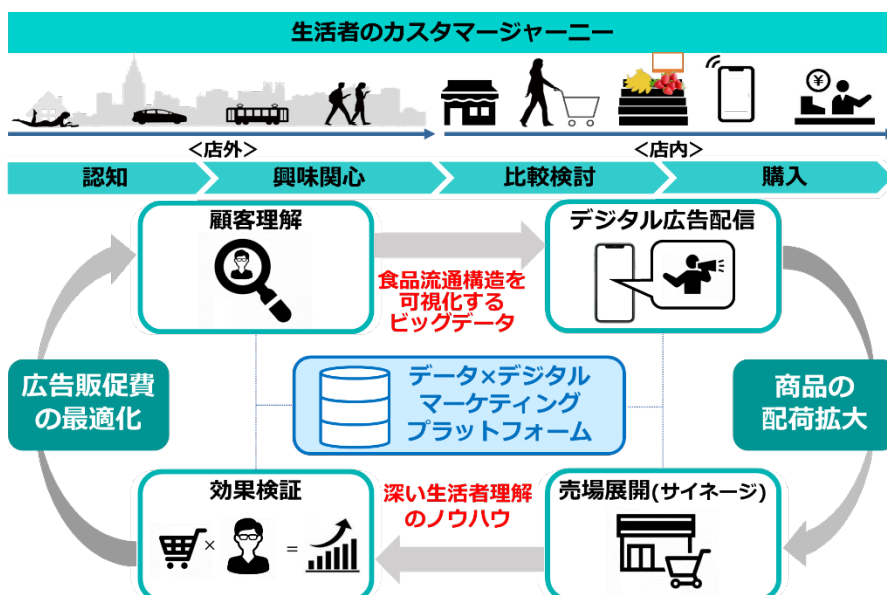 生活者のカスタマージャーニー
¥
<店外>
<店内>
認知
興味関心
比較検討
購入
顧客理解
デジタル広告配信
食品流通構造を
可視化する
ビッグデータ
広告販促費
の最適化
データ×デジタル
マーケティング
プラットフォーム
商品の
配荷拡大
効果検証
深い生活者理解
のノウハウ
売場展開(サイネージ)
× =